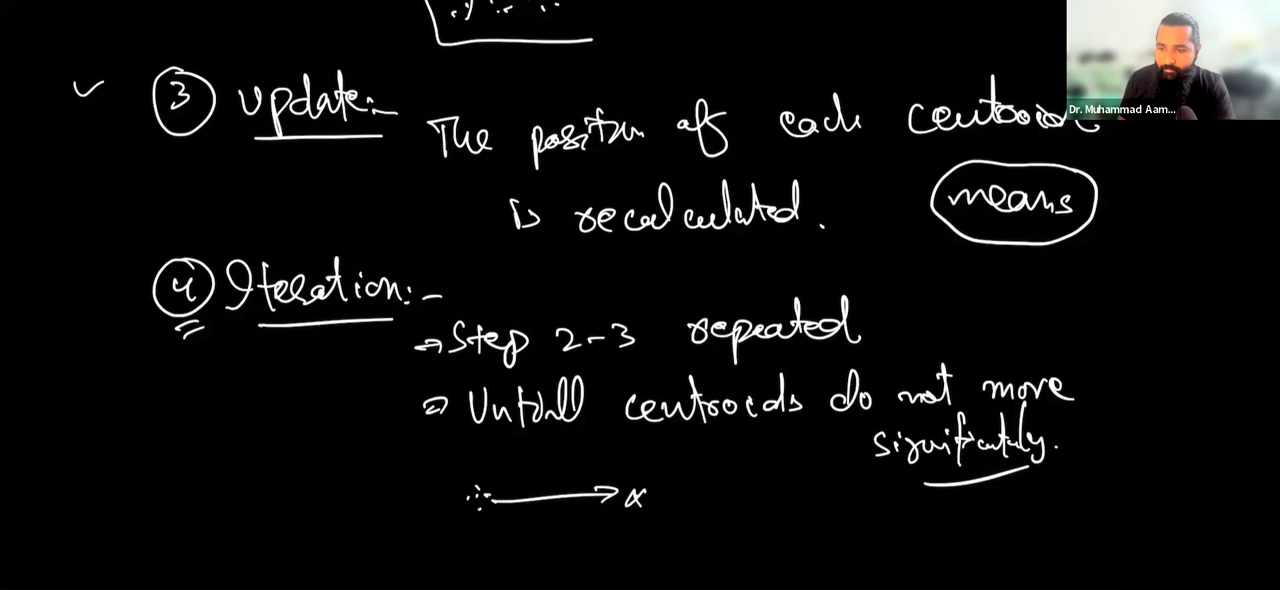 ③ Update:- The position of each centroid
is recalculated. means
④ Iteration:-
→ Step 2-3 repeated
→ Untill centroids do not move
significantly.
Dr. Muhammad Aam...